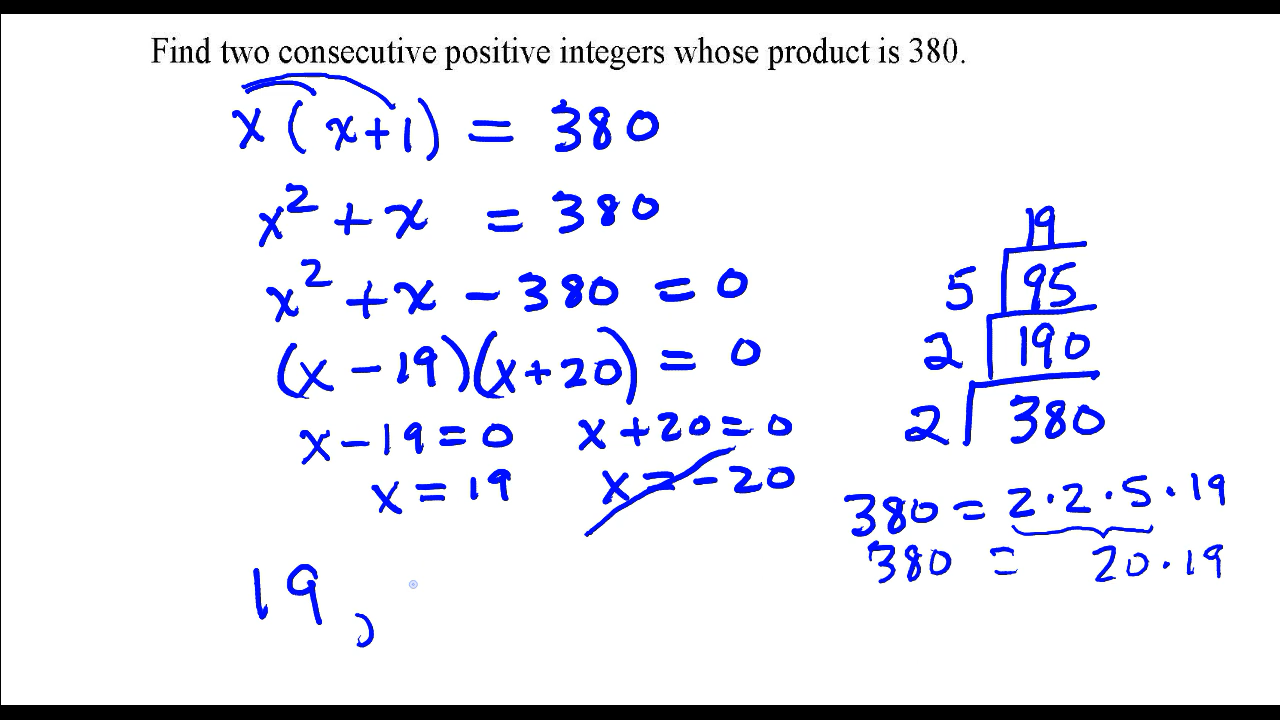 Find two consecutive positive integers whose product is 380.
x(x+1) = 380
x² + x = 380
x² + x - 380 = 0
(x - 19)(x + 20) = 0
x - 19 = 0 x + 20 = 0
x = 19 x = -20
19 ,
19
5 95
2 190
2 380
380 = 2 · 2 · 5 · 19
380 = 20 · 19